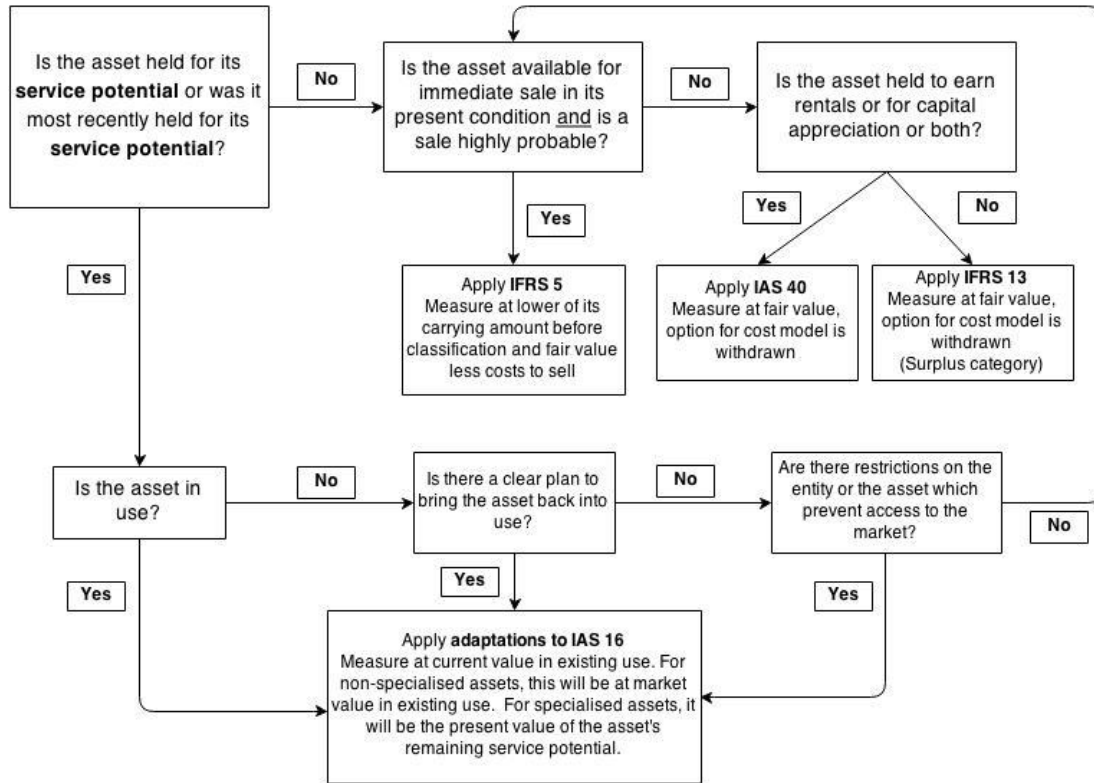 Is the asset held for its
service potential or was it
most recently held for its
service potential?
No
Is the asset available for
immediate sale in its
present condition and is a
sale highly probable?
No
Is the asset held to earn
rentals or for capital
appreciation or both?
Yes
Yes
Yes
No
Apply IFRS 5
Measure at lower of its
carrying amount before
classification and fair value
less costs to sell
Apply IAS 40
Measure at fair value,
option for cost model is
withdrawn
Apply IFRS 13
Measure at fair value,
option for cost model is
withdrawn
(Surplus category)
Is the asset in
use?
No
Is there a clear plan to
bring the asset back into
use?
No
Are there restrictions on the
entity or the asset which
prevent access to the
market?
No
Yes
Yes
Yes
Apply adaptations to IAS 16
Measure at current value in existing use. For
non-specialised assets, this will be at market
value in existing use. For specialised assets, it
will be the present value of the asset's
remaining service potential.